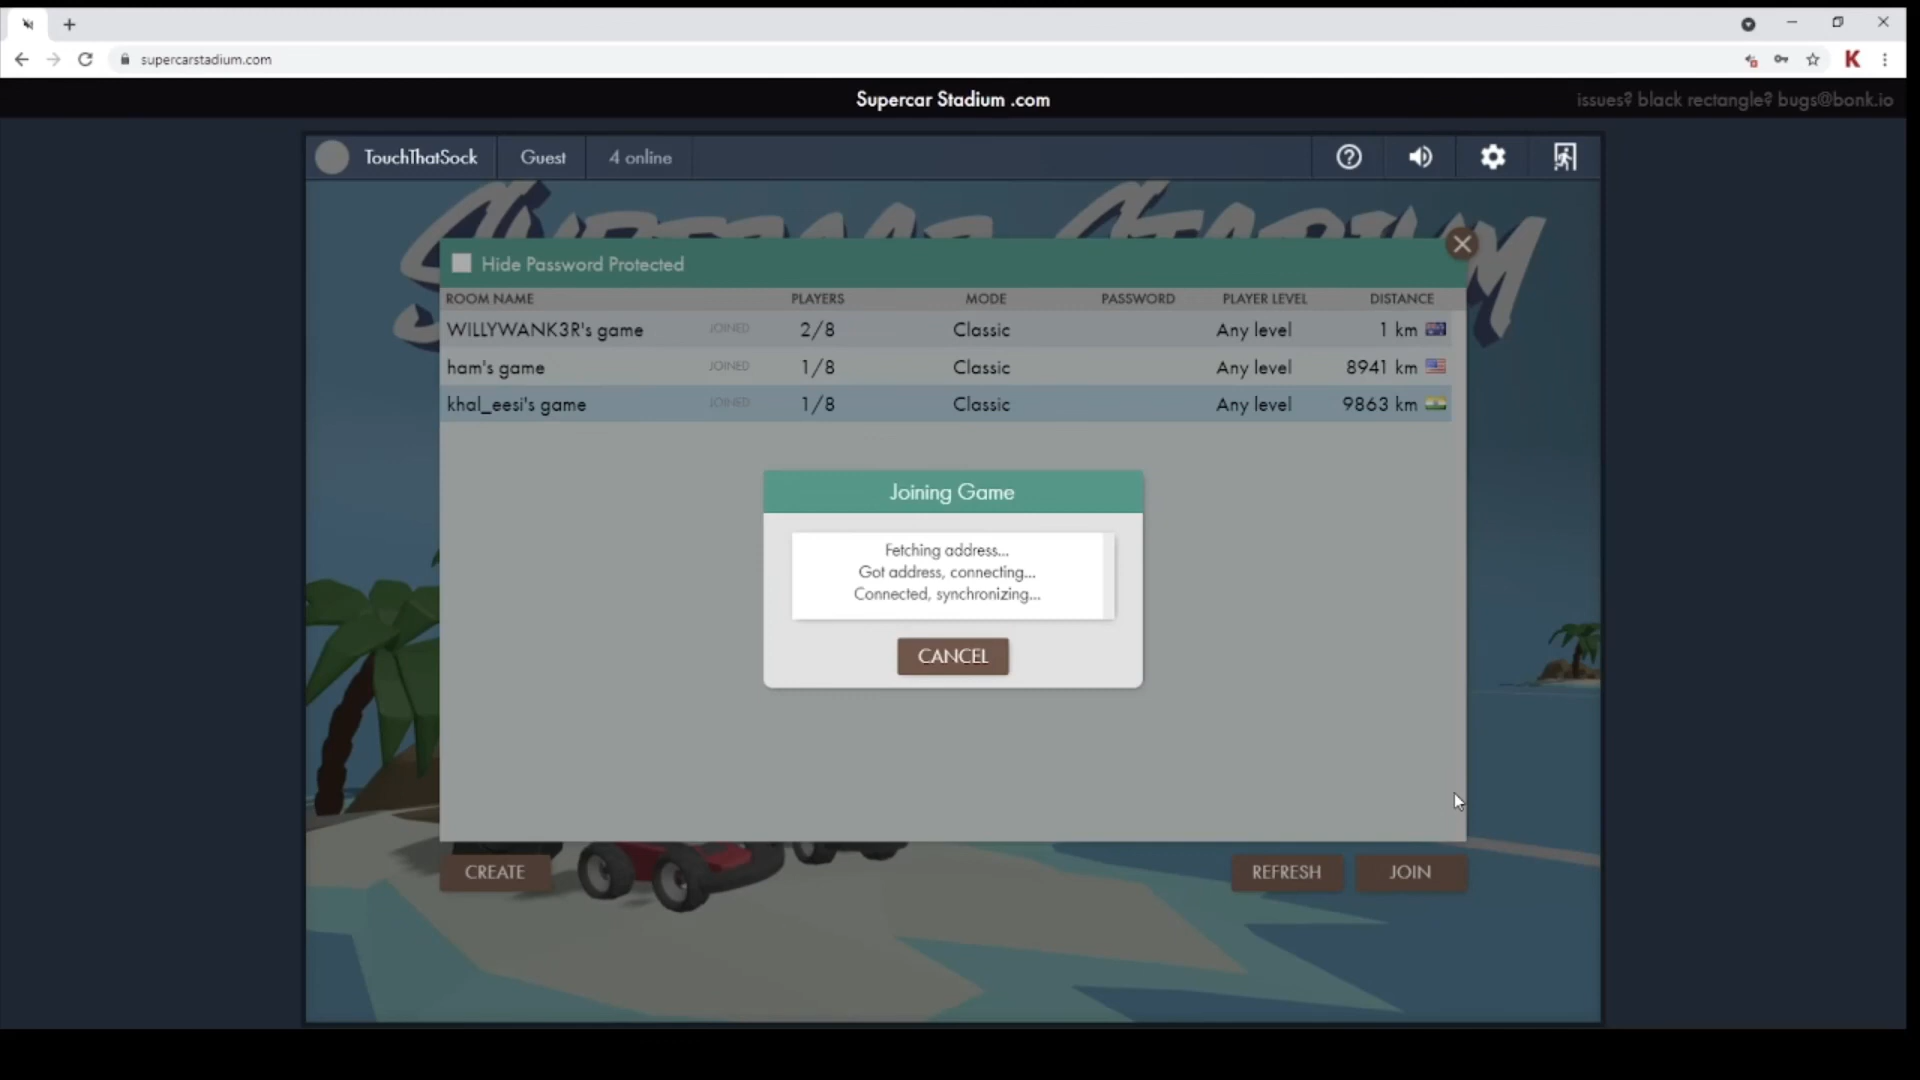 supercarstadium.com
K
Supercar Stadium .com
issues? black rectangle? bugs@bonk.io
TouchThatSock Guest 4 online
SUPERCAR STADIUM
Hide Password Protected
ROOM NAME PLAYERS MODE PASSWORD PLAYER LEVEL DISTANCE
WILLYWANK3R's game JOINED 2/8 Classic Any level 1 km
ham's game JOINED 1/8 Classic Any level 8941 km
khal_eesi's game JOINED 1/8 Classic Any level 9863 km
Joining Game
Fetching address...
Got address, connecting...
Connected, synchronizing...
CANCEL
CREATE REFRESH JOIN